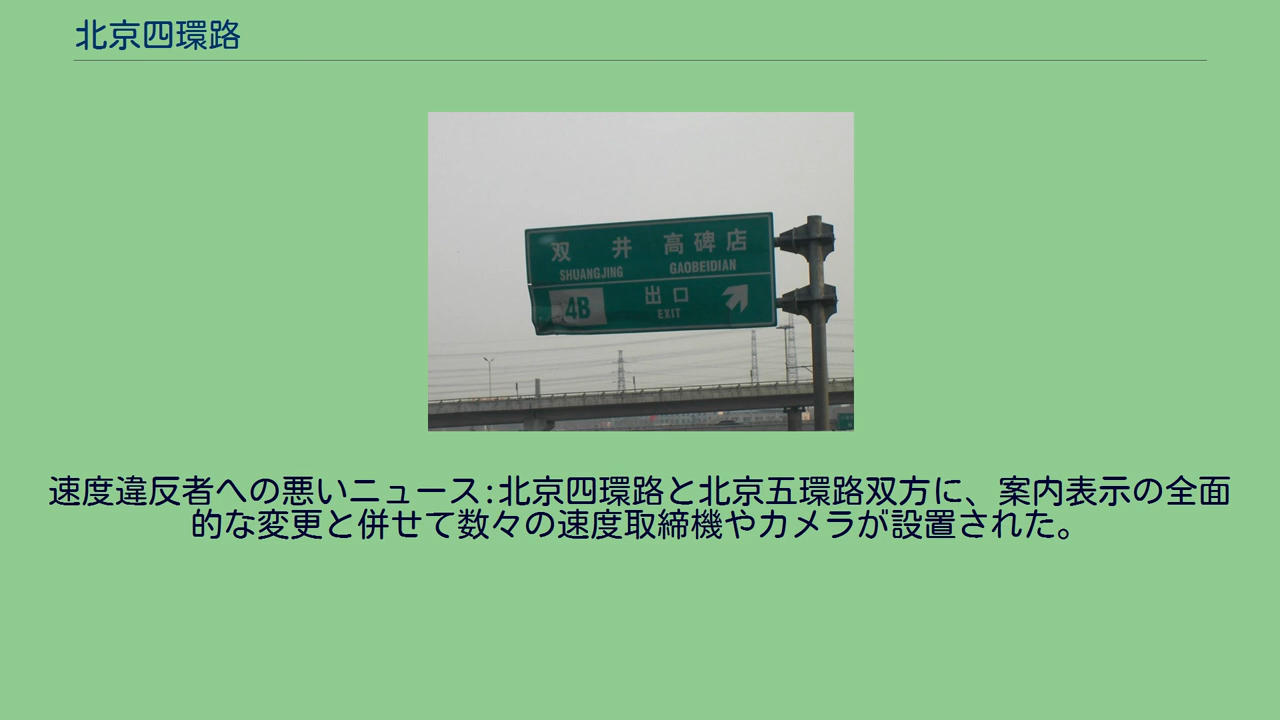 北京四環路
双 井 高碑店
SHUANGJING GAOBEIDIAN
4B 出口
EXIT
速度違反者への悪いニュース:北京四環路と北京五環路双方に、案内表示の全面
的な変更と併せて数々の速度取締機やカメラが設置された。